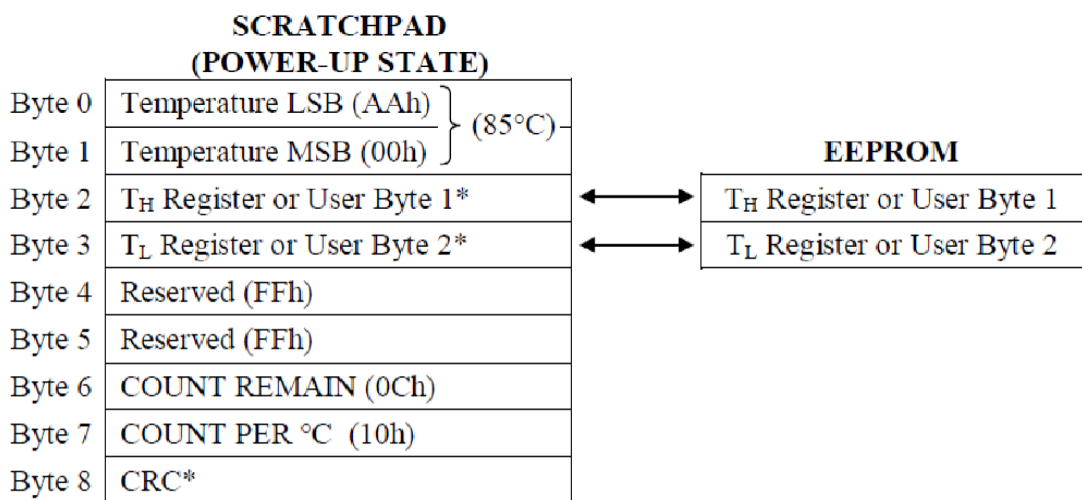 SCRATCHPAD
(POWER-UP STATE)
Byte 0 Temperature LSB (AAh)
(85°C)
Byte 1 Temperature MSB (00h)
EEPROM
Byte 2 TH Register or User Byte 1* TH Register or User Byte 1
Byte 3 TL Register or User Byte 2* TL Register or User Byte 2
Byte 4 Reserved (FFh)
Byte 5 Reserved (FFh)
Byte 6 COUNT REMAIN (0Ch)
Byte 7 COUNT PER °C (10h)
Byte 8 CRC*